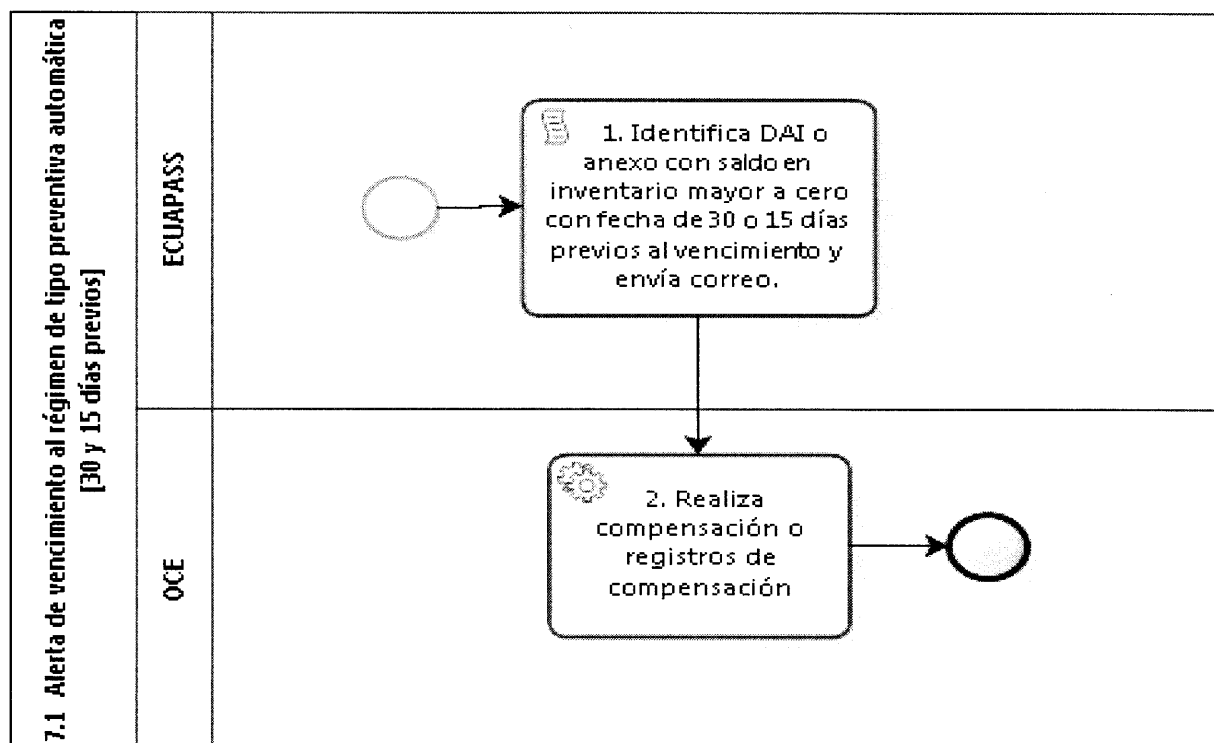 7.1 Alerta de vencimiento al régimen de tipo preventiva automática
[30 y 15 días previos]
ECUAPASS
1. Identifica DAI o
anexo con saldo en
inventario mayor a cero
con fecha de 30 o 15 días
previos al vencimiento y
envía correo.
OCE
2. Realiza
compensación o
registros de
compensación